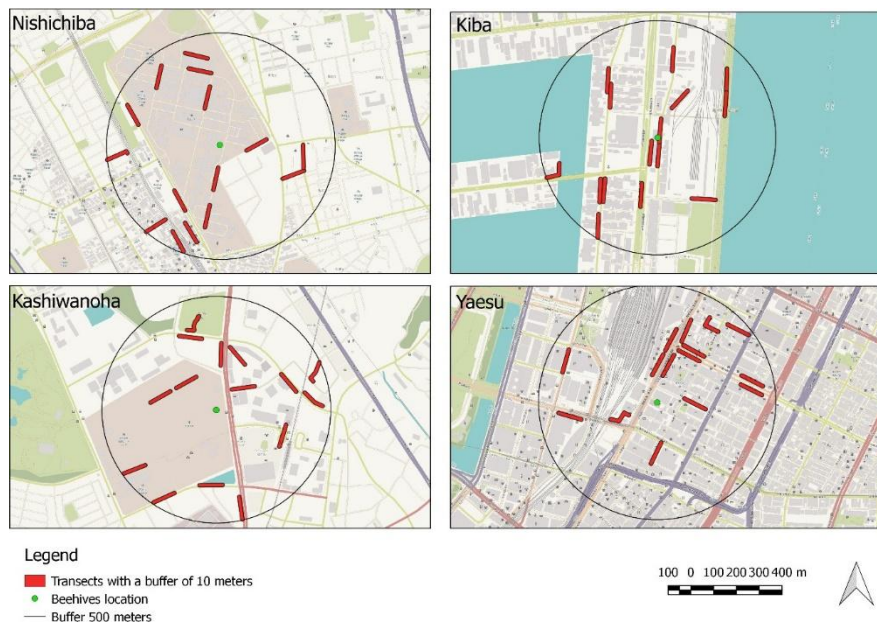 Nishichiba
Kiba
Kashiwanoha
Yaesu
Legend
Transects with a buffer of 10 meters
Beehives location
Buffer 500 meters
100 0 100 200 300 400 m